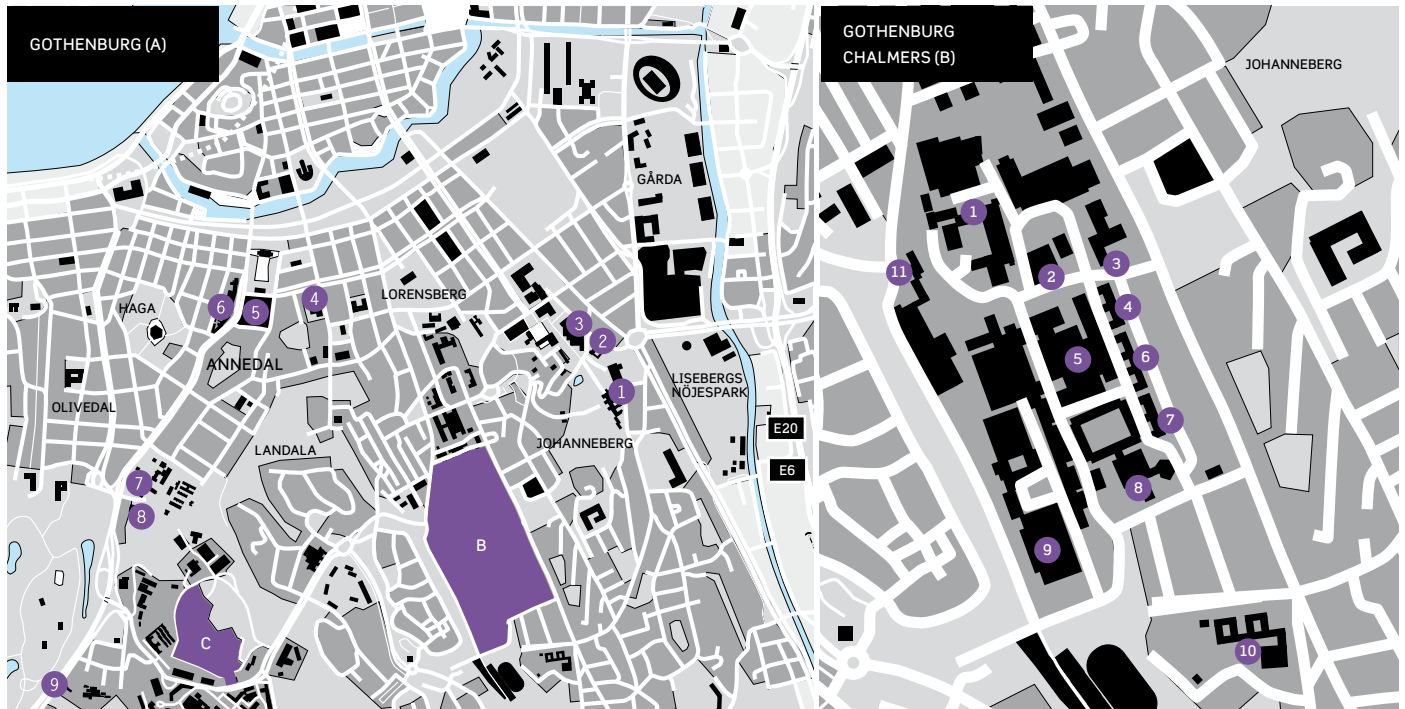 GOTHENBURG (A)
GÅRDA
HAGA
6
5
4
LORENSBERG
3
2
ANNEDAL
1
LISEBERGS
NÖJESPARK
OLIVEDAL
E20
JOHANNEBERG
LANDALA
E6
7
8
B
C
9
GOTHENBURG
CHALMERS (B)
JOHANNEBERG
1
11
3
2
4
5
6
7
8
9
10